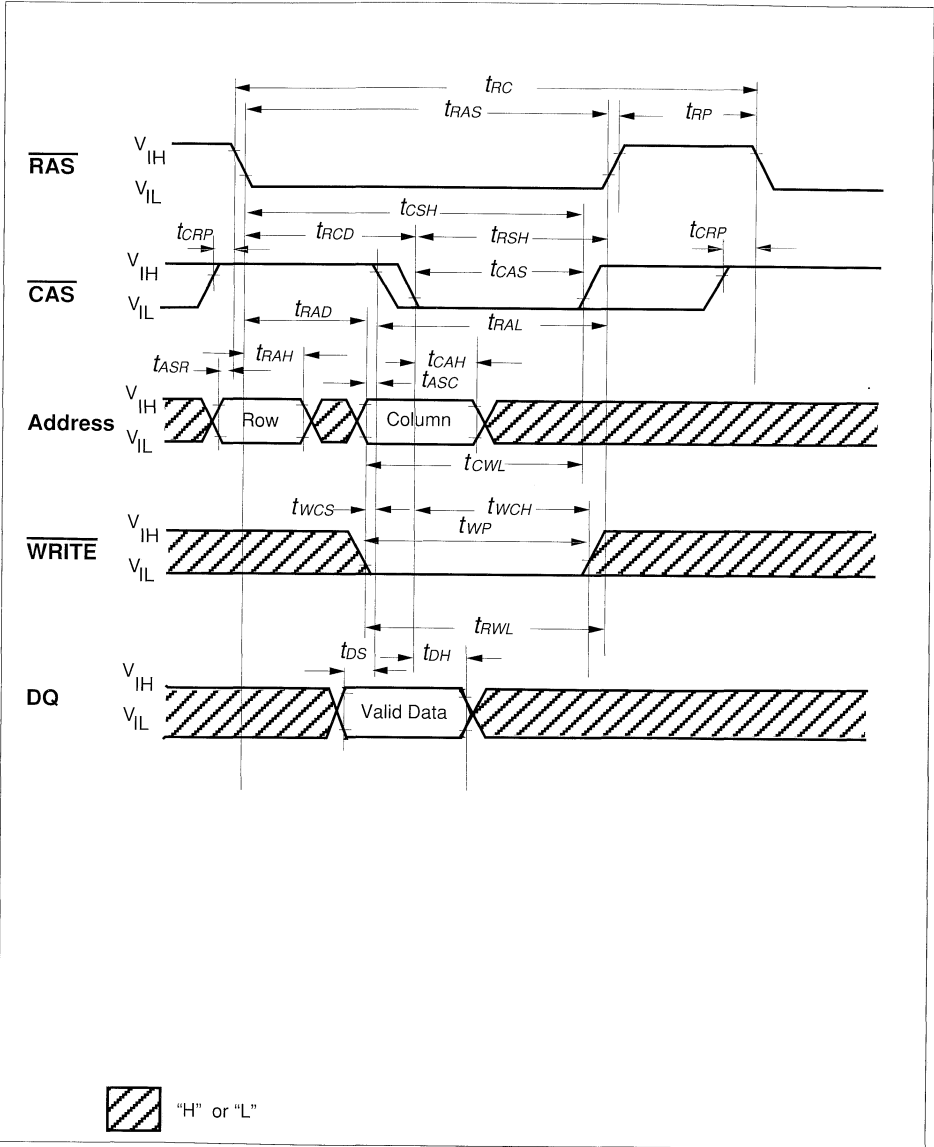 tRC
tRAS
tRP
RAS
VIH
VIL
tCSH
tCRP
tRCD
tRSH
tCRP
CAS
VIH
tCAS
VIL
tRAD
tRAL
tASR
tRAH
tCAH
tASC
Address
VIH
VIL
Row
Column
tCWL
tWCS
tWCH
tWP
WRITE
VIH
VIL
tRWL
tDS
tDH
DQ
VIH
VIL
Valid Data
“H” or “L”